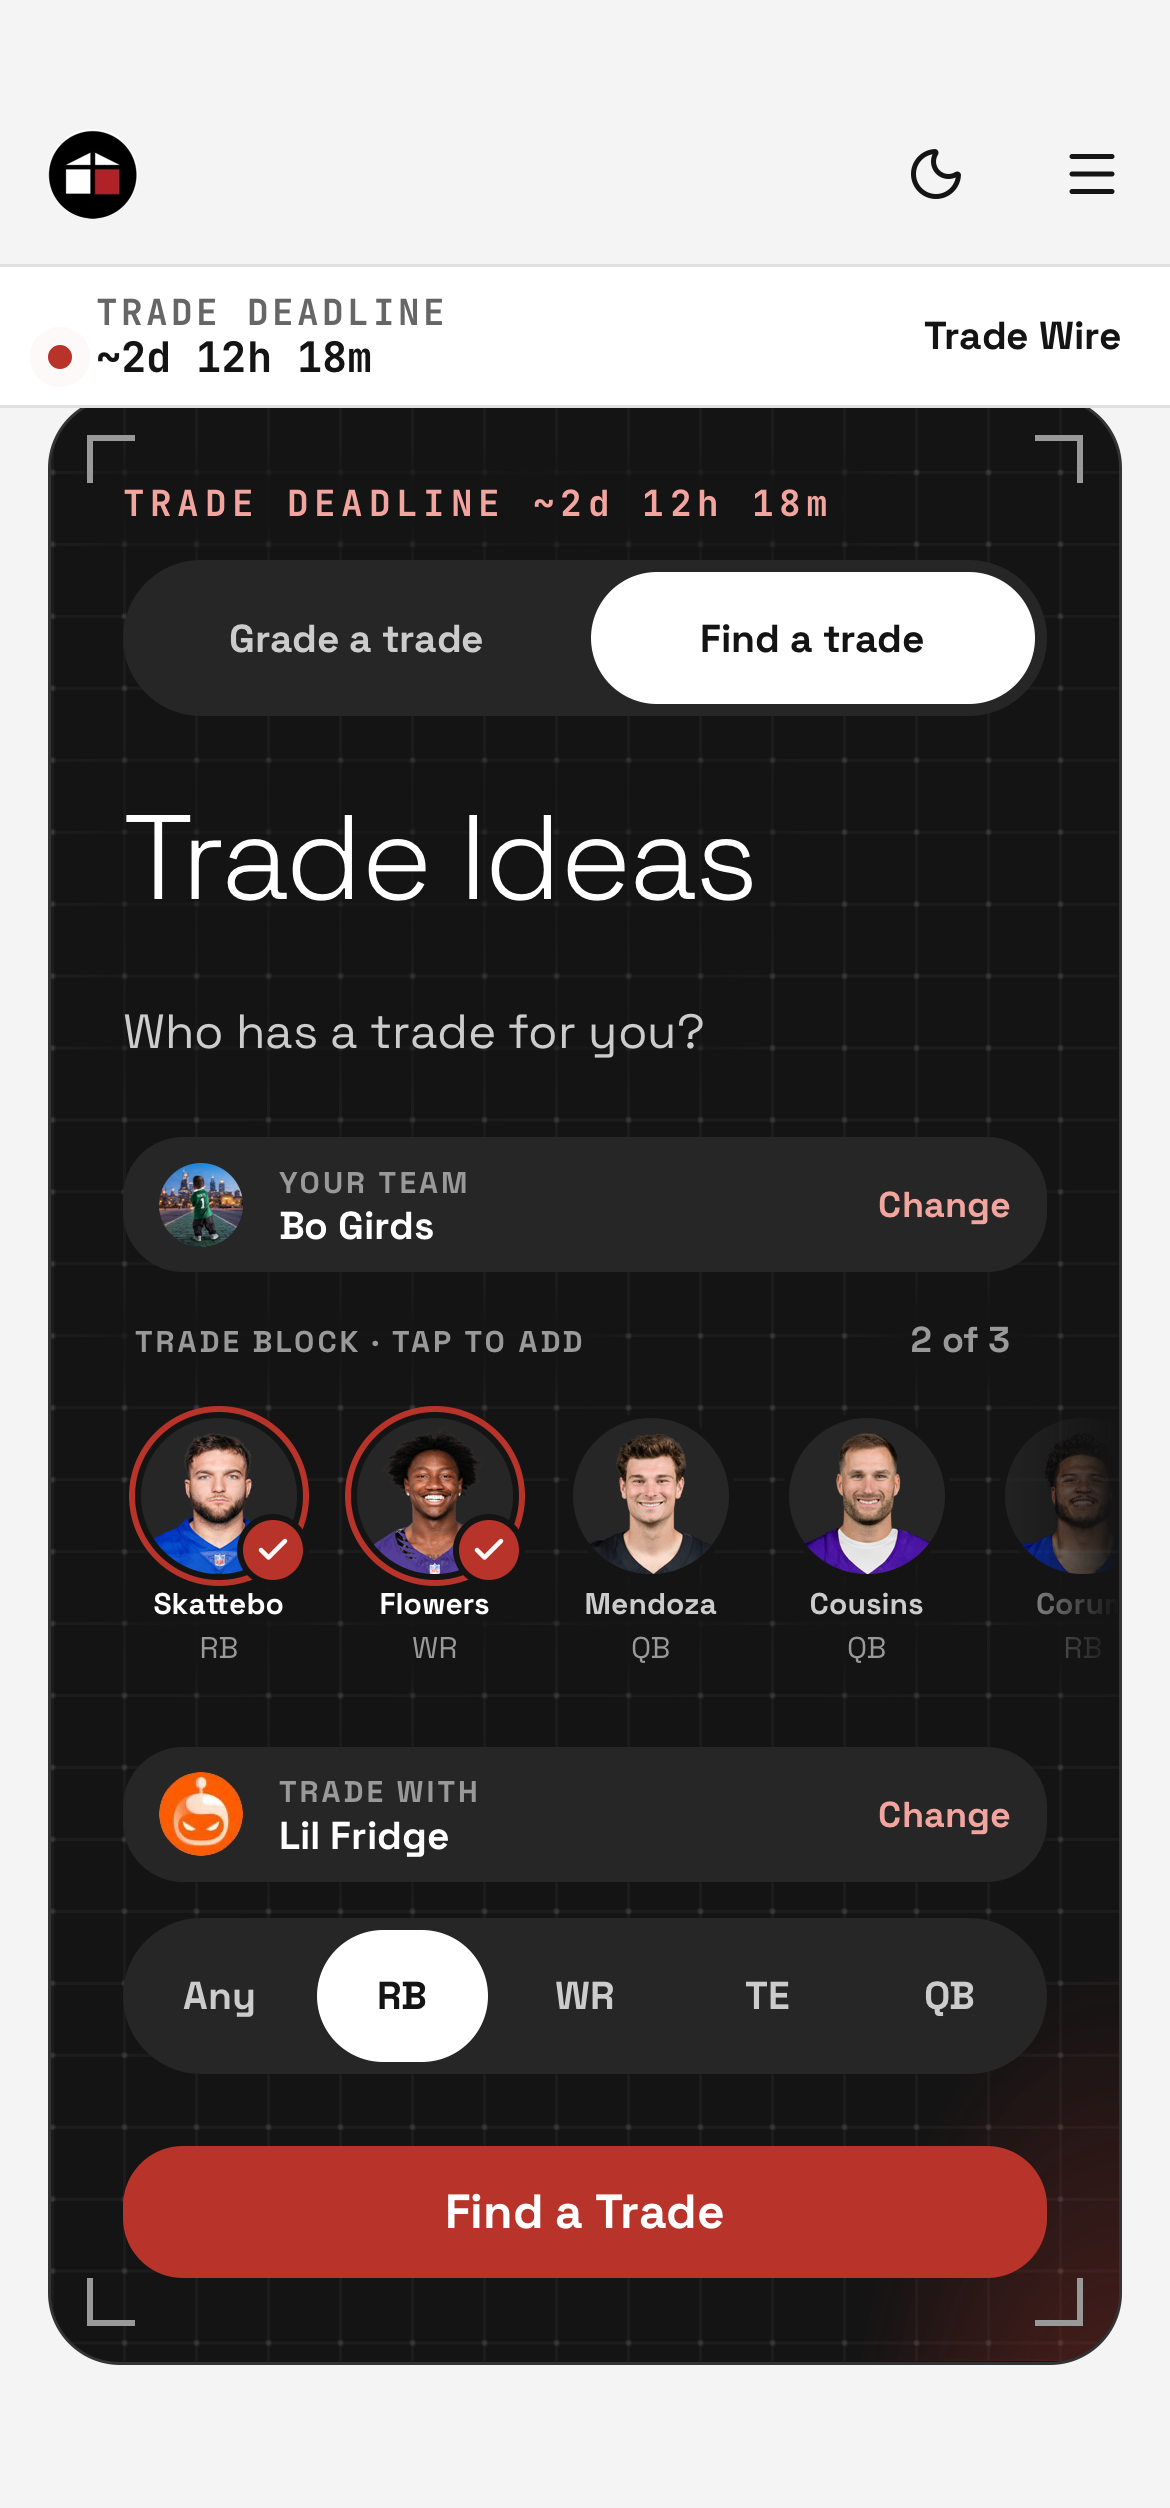 TRADE DEADLINE
~2d 12h 18m
Trade Wire
TRADE DEADLINE ~2d 12h 18m
Grade a trade
Find a trade
Trade Ideas
Who has a trade for you?
YOUR TEAM
Bo Girds
Change
TRADE BLOCK · TAP TO ADD
2 of 3
Skattebo
Flowers
Mendoza
Cousins
RB
WR
QB
QB
RB
TRADE WITH
Lil Fridge
Change
Any
RB
WR
TE
QB
Find a Trade